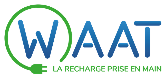 WAAT
LA RECHARGE PRISE EN MAIN